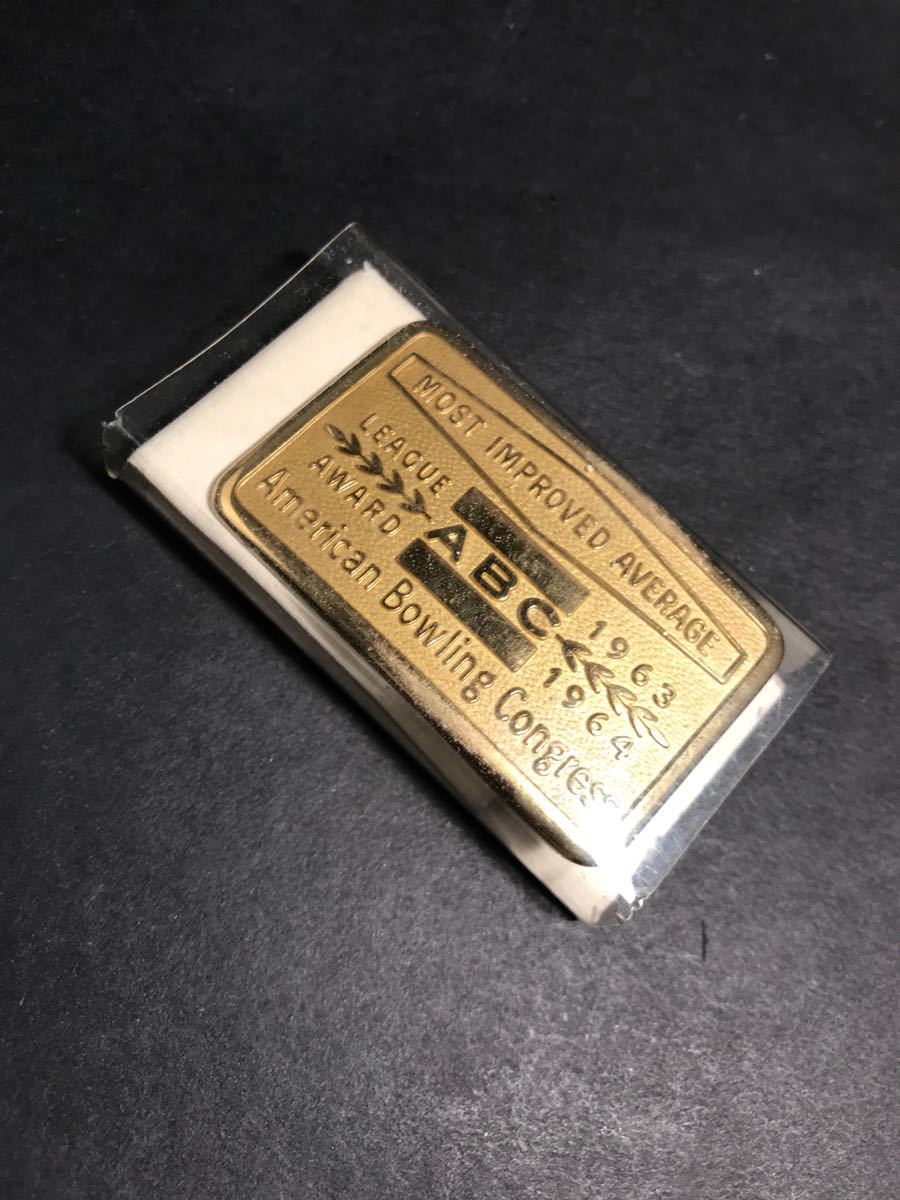 MOST IMPROVED AVERAGE
LEAGUE
AWARD
ABC
1963
1964
American Bowling Congress